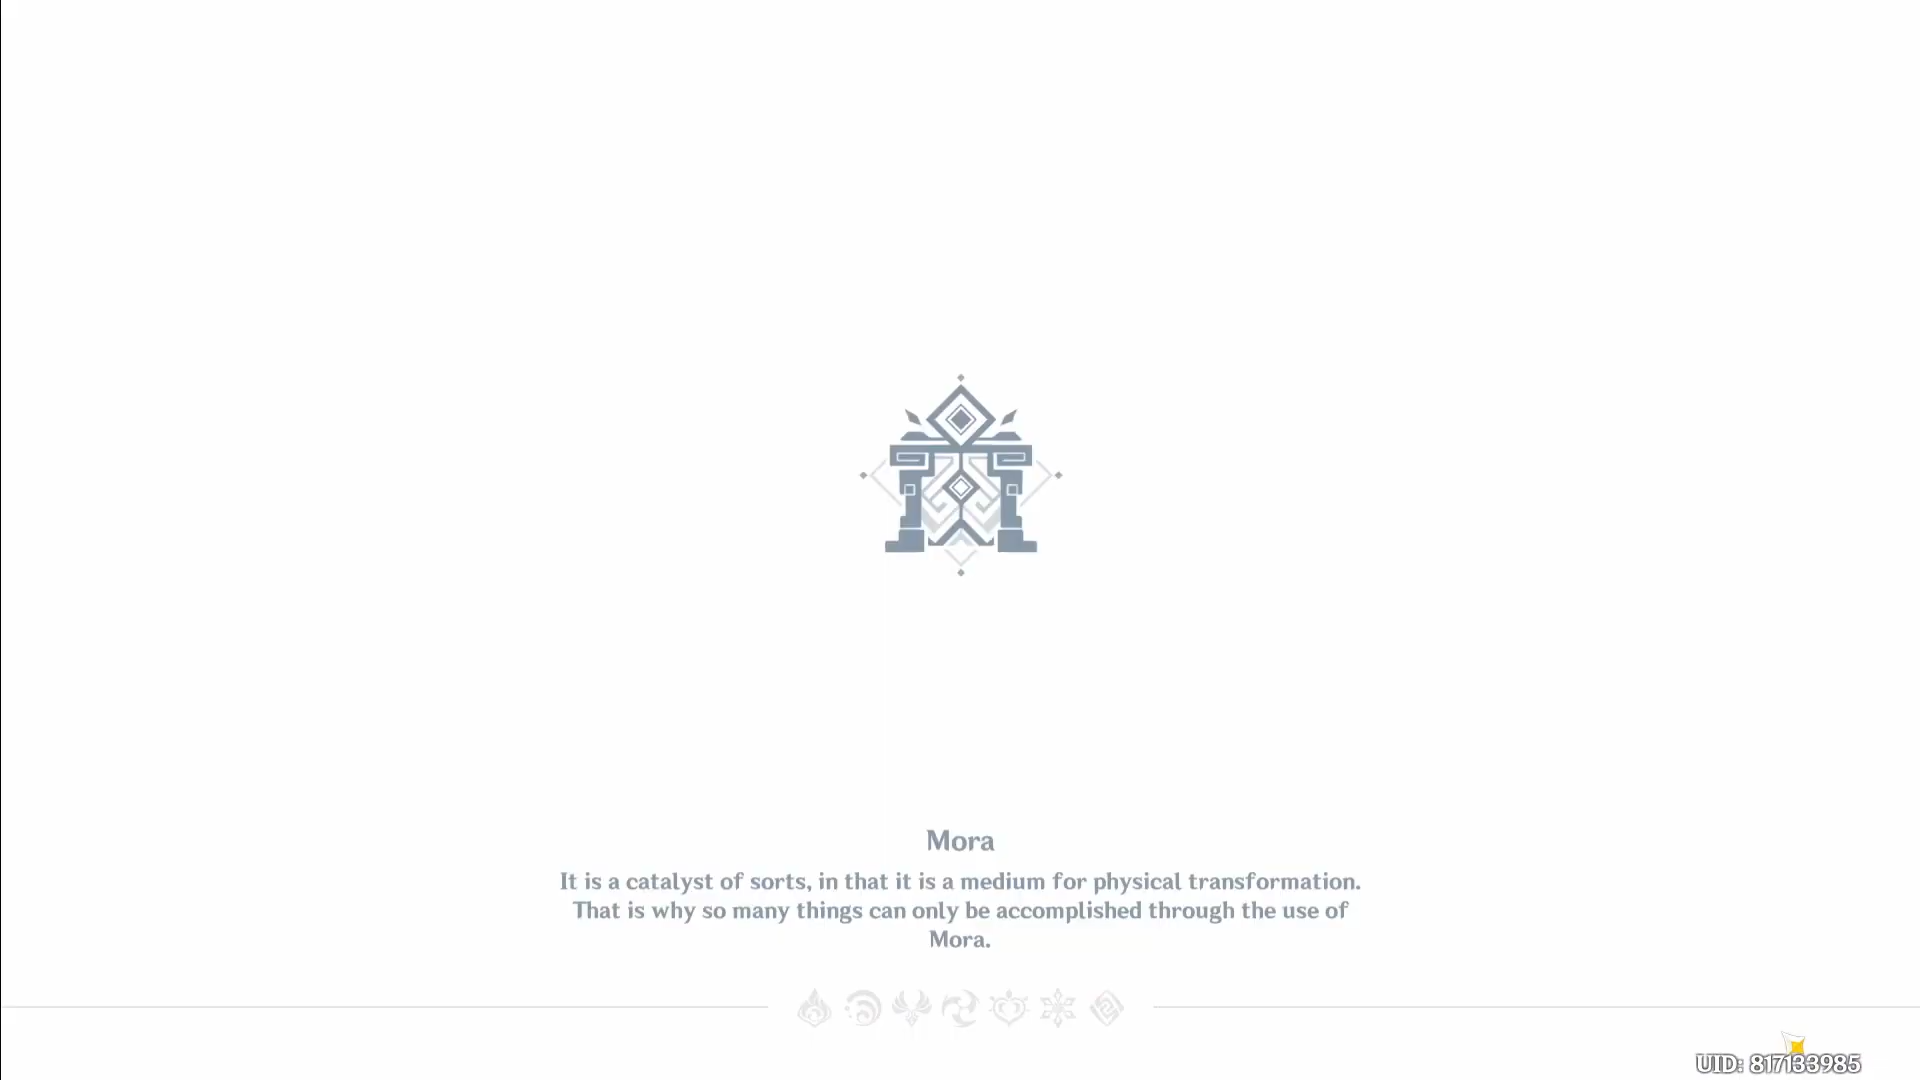 Mora
It is a catalyst of sorts, in that it is a medium for physical transformation.
That is why so many things can only be accomplished through the use of
Mora.
UID: 817133985